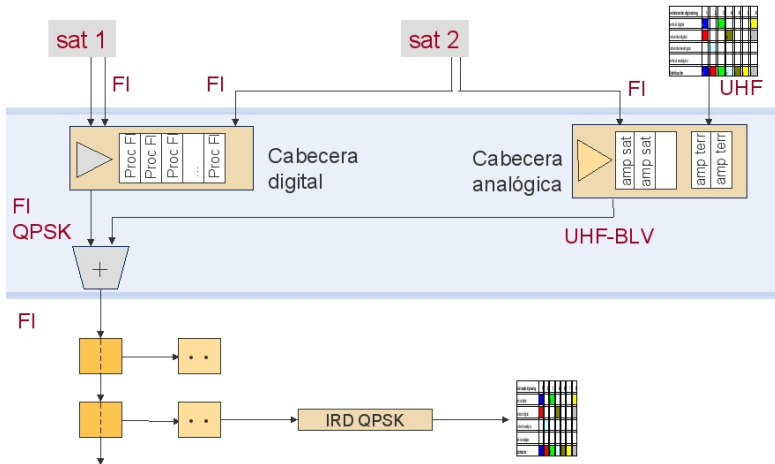 sat 1
sat 2
FI
FI
FI
UHF
Proc FI
Proc FI
Proc FI
...
Proc FI
Cabecera
digital
Cabecera
analógica
amp sat
amp sat
amp terr
amp terr
FI
QPSK
UHF-BLV
+
FI
IRD QPSK